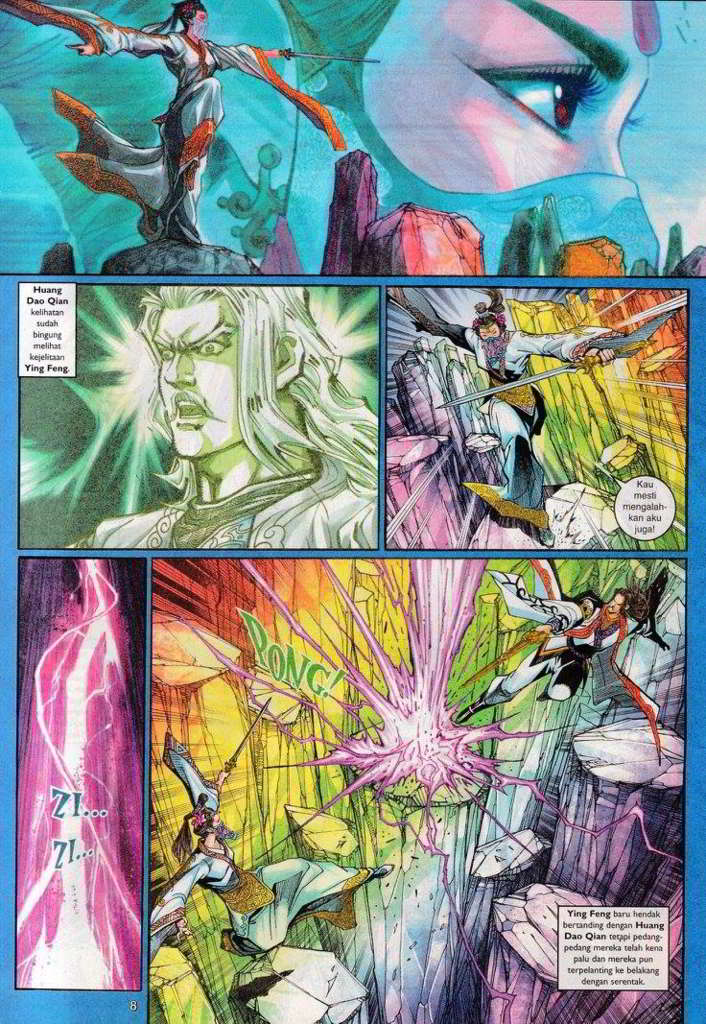 Huang
Dao Qian
kelihatan
sudah
bingung
melihat
kejelitaan
Ying Feng.
Kau
mesti
mengalah-
kan aku
juga!
PONG!
ZI...
ZI...
Ying Feng baru hendak
bertanding dengan Huang
Dao Qian tetapi pedang-
pedang mereka telah kena
palu dan mereka pun
terpelanting ke belakang
dengan serentak.
8